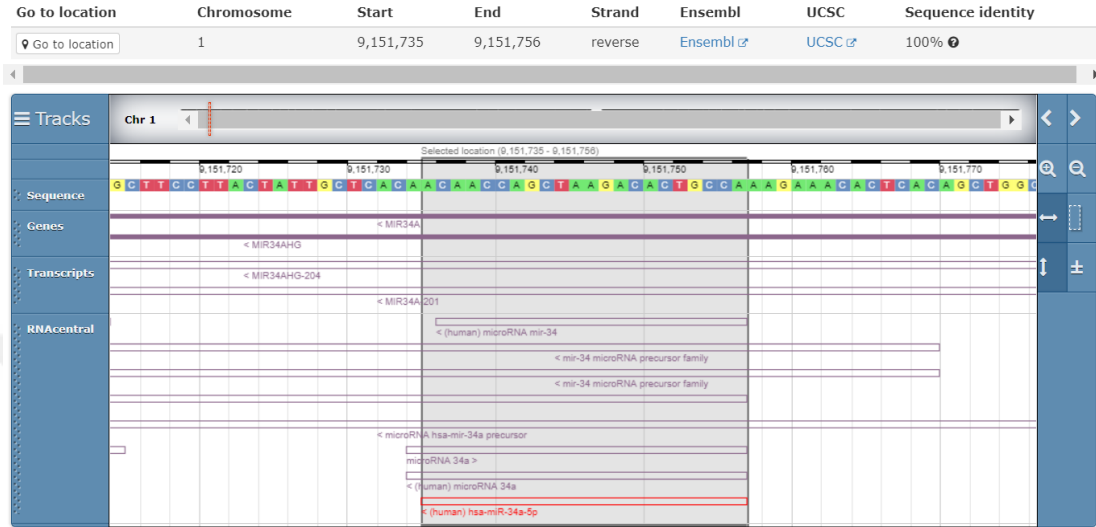 Go to location Chromosome Start End Strand Ensembl UCSC Sequence identity
Go to location 1 9,151,735 9,151,756 reverse Ensembl UCSC 100%
Tracks Chr 1
Selected location (9,151,735 - 9,151,756)
9,151,720 9,151,730 9,151,740 9,151,750 9,151,760 9,151,770
Sequence G C T T C C T T A C T A T T G C T C A C A A C A A C C A G C T A A G A C A C T G C C A A A G A A A C A C T C A C A G C T G G C
Genes < MIR34A
< MIR34AHG
Transcripts < MIR34AHG-204
< MIR34A-201
RNAcentral
< (human) microRNA mir-34
< mir-34 microRNA precursor family
< mir-34 microRNA precursor family
< microRNA hsa-mir-34a precursor
microRNA 34a >
< (human) microRNA 34a
< (human) hsa-miR-34a-5p